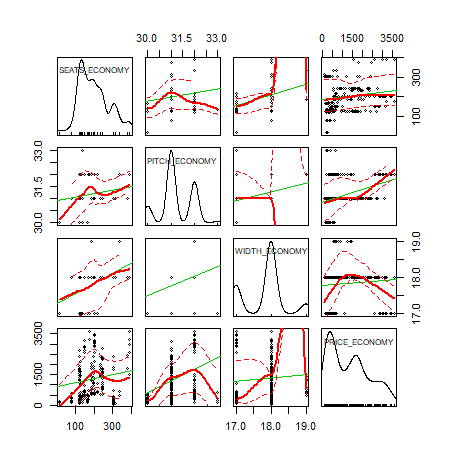 30.0 31.5 33.0 0 1500 3500
SEATS_ECONOMY
100 300
PITCH_ECONOMY
30.0 31.5 33.0
WIDTH_ECONOMY
17.0 18.0 19.0
PRICE_ECONOMY
0 1500 3500
100 300 17.0 18.0 19.0